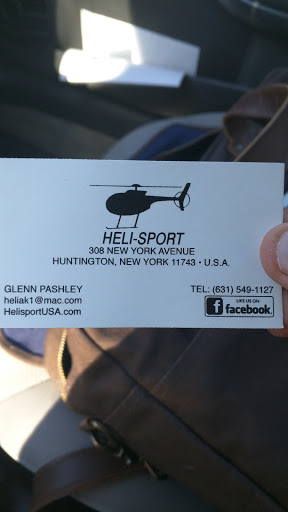 HELI-SPORT
308 NEW YORK AVENUE
HUNTINGTON, NEW YORK 11743 • U.S.A.
GLENN PASHLEY
heliak1@mac.com
HelisportUSA.com
TEL: (631) 549-1127
LIKE US ON
f facebook.